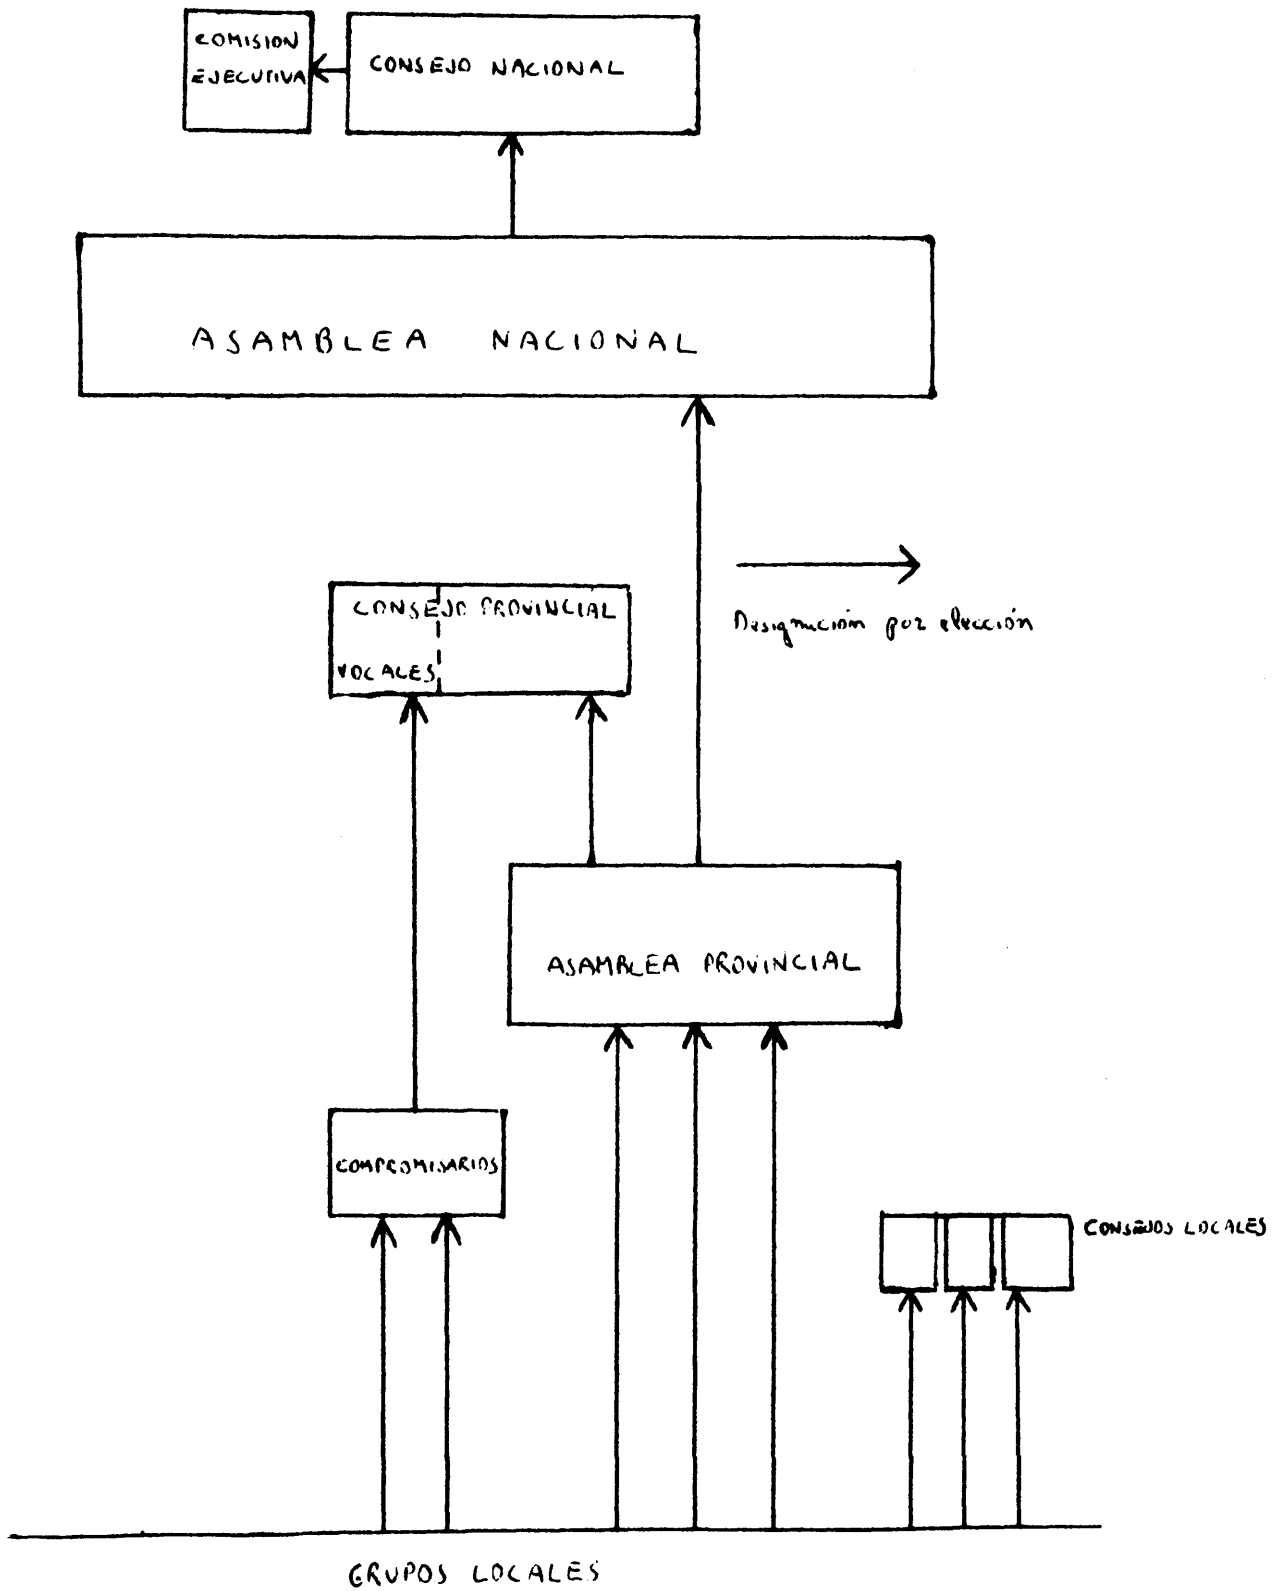 COMISION
EJECUTIVA
CONSEJO NACIONAL
ASAMBLEA NACIONAL
CONSEJO PROVINCIAL
VOCALES
Designación por elección
ASAMBLEA PROVINCIAL
COMPROMISARIOS
CONSEJOS LOCALES
GRUPOS LOCALES